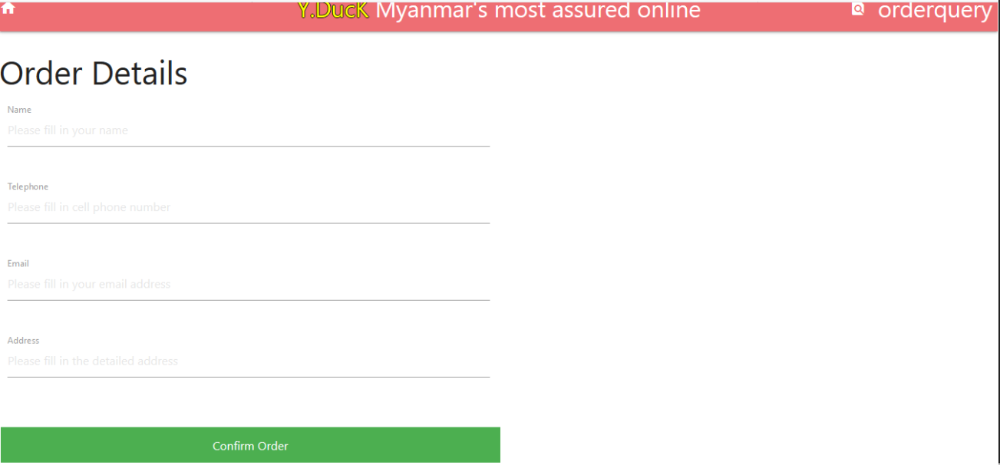 Y.DucK Myanmar's most assured online
orderquery
Order Details
Name
Please fill in your name
Telephone
Please fill in cell phone number
Email
Please fill in your email address
Address
Please fill in the detailed address
Confirm Order